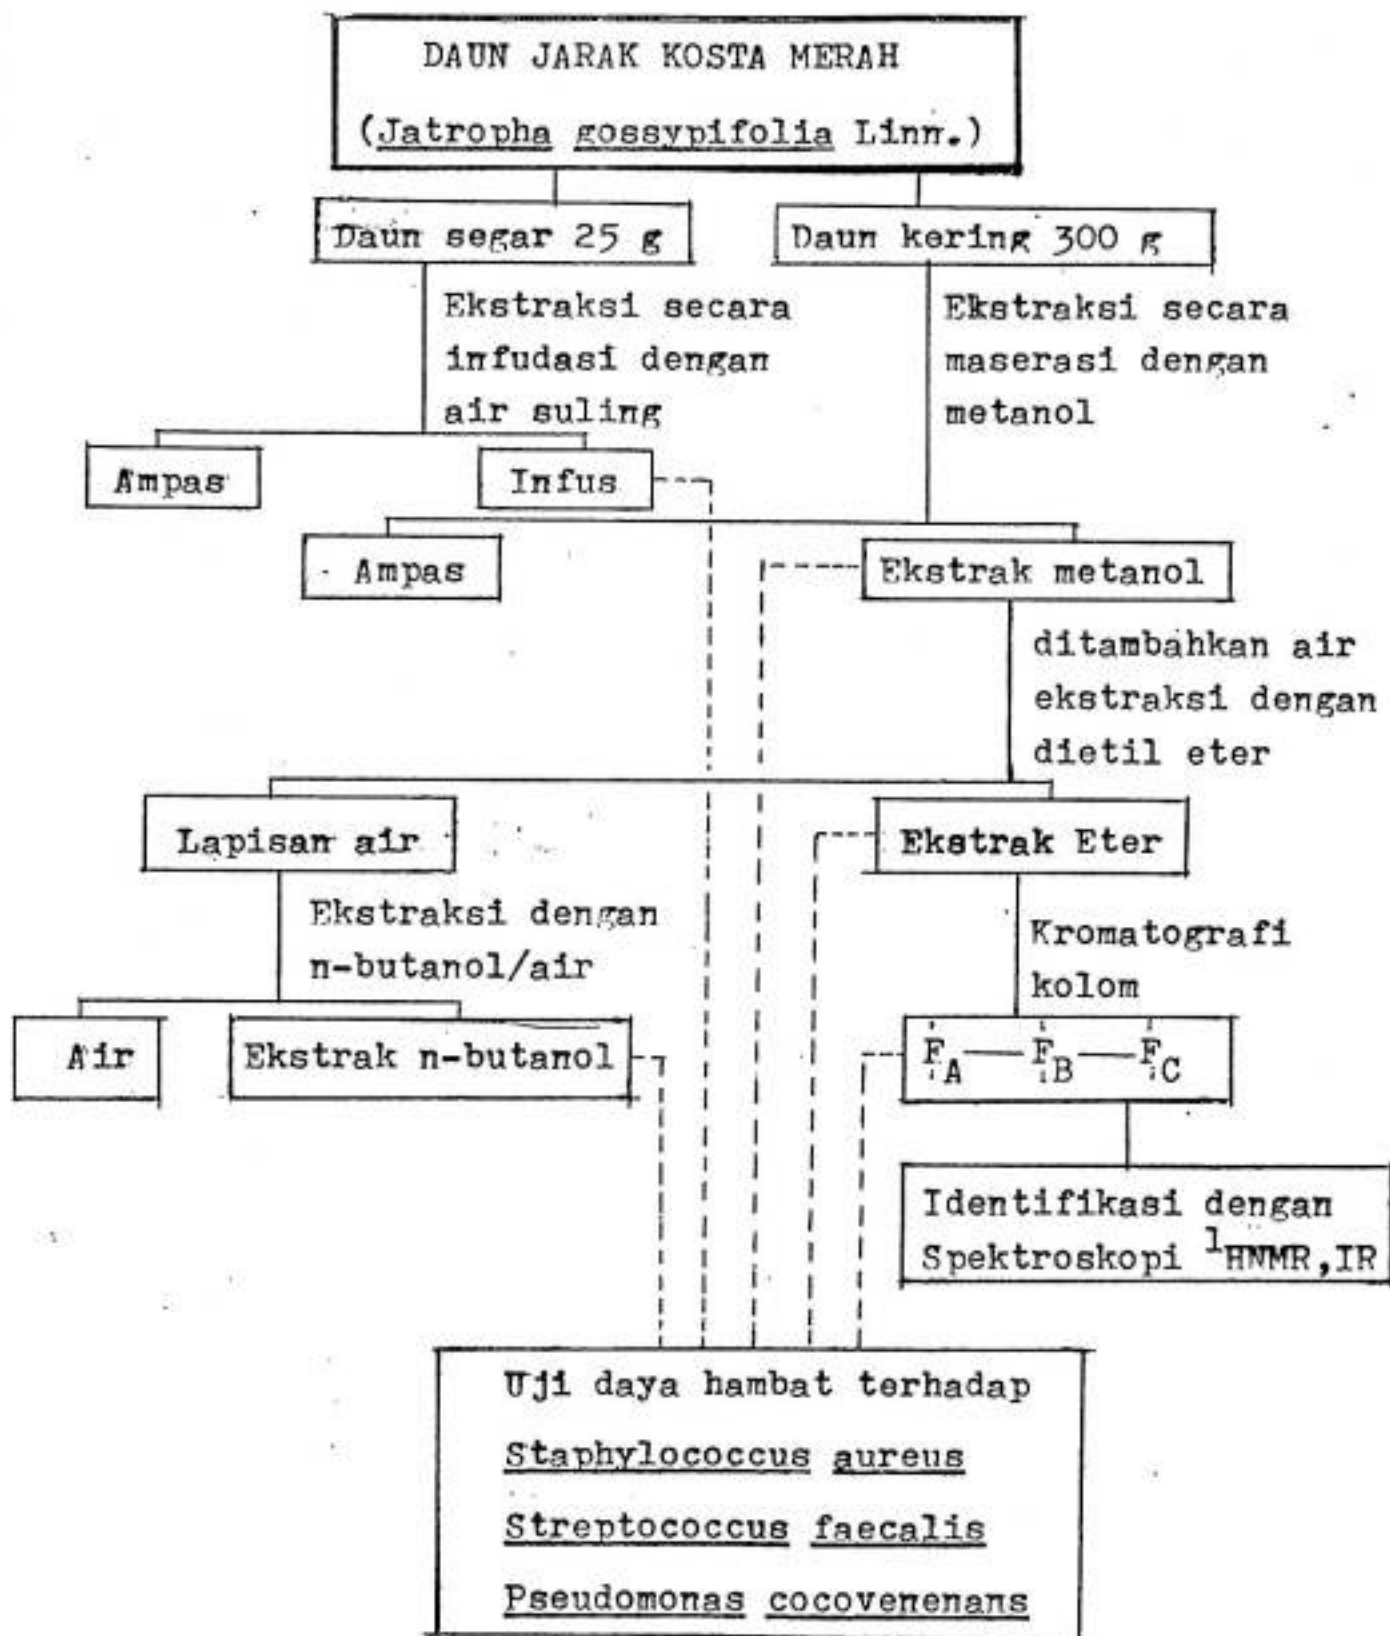 DAUN JARAK KOSTA MERAH
(Jatropha gossypifolia Linn.)
Daun segar 25 g
Daun kering 300 g
Ekstraksi secara
infudasi dengan
air suling
Ekstraksi secara
maserasi dengan
metanol
Ampas
Infus
Ampas
Ekstrak metanol
ditambahkan air
ekstraksi dengan
dietil eter
Lapisan air
Ekstrak Eter
Ekstraksi dengan
n-butanol/air
Kromatografi
kolom
Air
Ekstrak n-butanol
F_A — F_B — F_C
Identifikasi dengan
Spektroskopi ¹HNMR,IR
Uji daya hambat terhadap
Staphylococcus aureus
Streptococcus faecalis
Pseudomonas cocovenenans